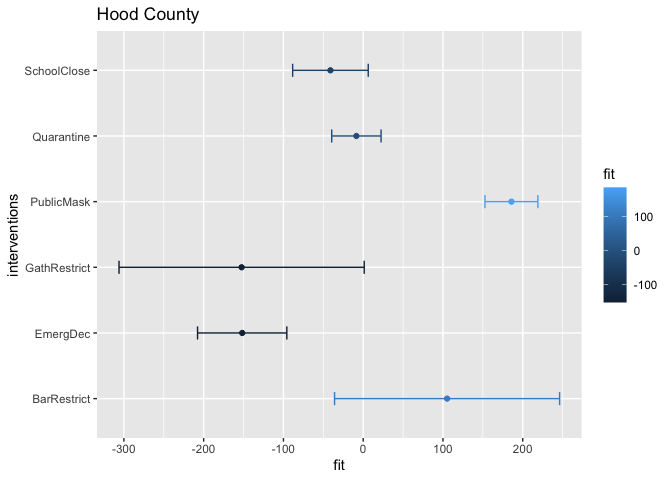 Hood County
SchoolClose
Quarantine
PublicMask
GathRestrict
EmergDec
BarRestrict
interventions
-300 -200 -100 0 100 200
fit
fit
100
0
-100